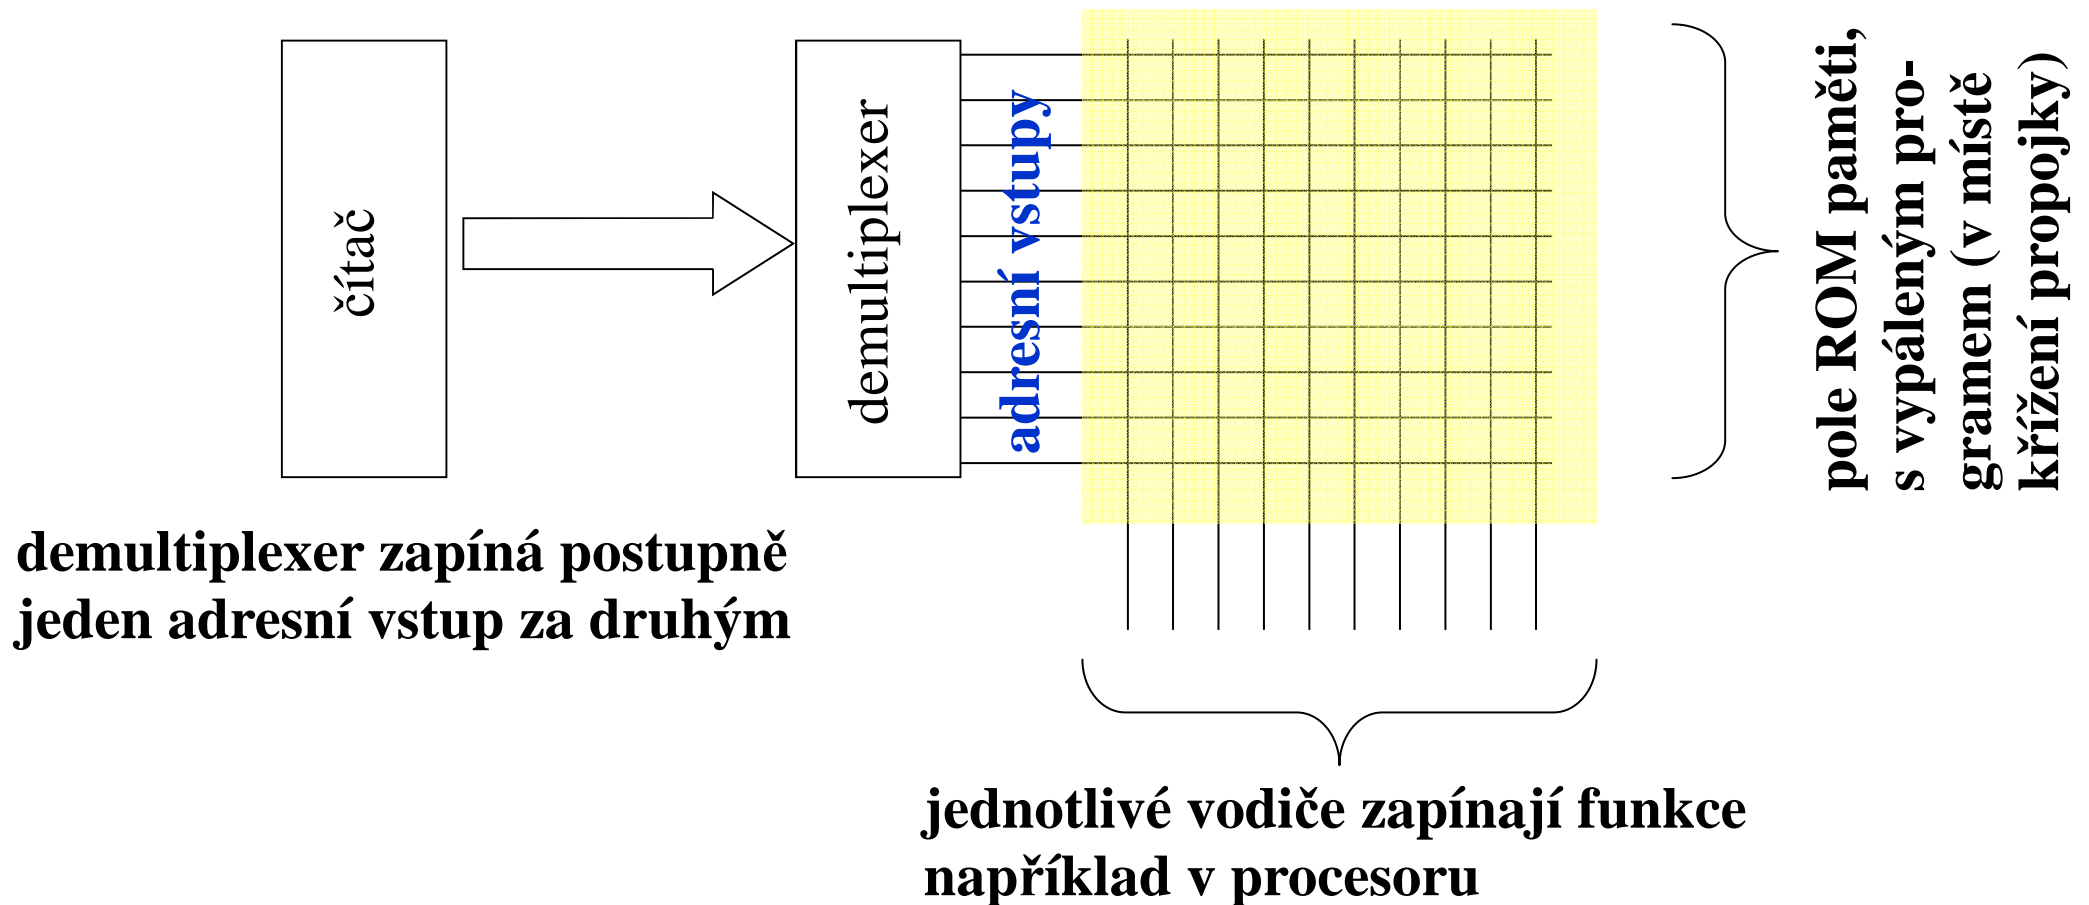 čítač
demultiplexer
adresní vstupy
pole ROM paměti,
s vypáleným pro-
gramem (v místě
křížení propojky)
demultiplexer zapíná postupně
jeden adresní vstup za druhým
jednotlivé vodiče zapínají funkce
například v procesoru